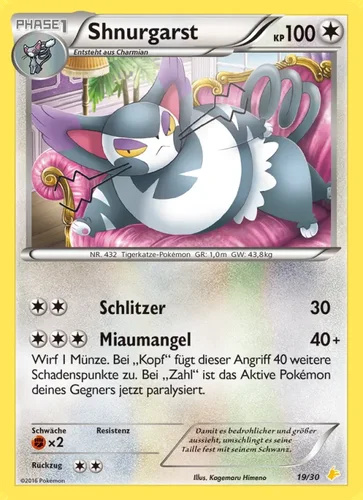 PHASE 1
Shnurgarst
KP 100
Entsteht aus Charmian
NR. 432 Tigerkatze-Pokémon GR: 1,0m GW: 43,8kg
Schlitzer 30
Miaumangel 40+
Wirf 1 Münze. Bei „Kopf“ fügt dieser Angriff 40 weitere
Schadenspunkte zu. Bei „Zahl“ ist das Aktive Pokémon
deines Gegners jetzt paralysiert.
Schwäche Resistenz
×2
Rückzug
Damit es bedrohlicher und größer
aussieht, umschlingt es seine
Taille fest mit seinem Schwanz.
©2016 Pokémon
Illus. Kagemaru Himeno
19/30